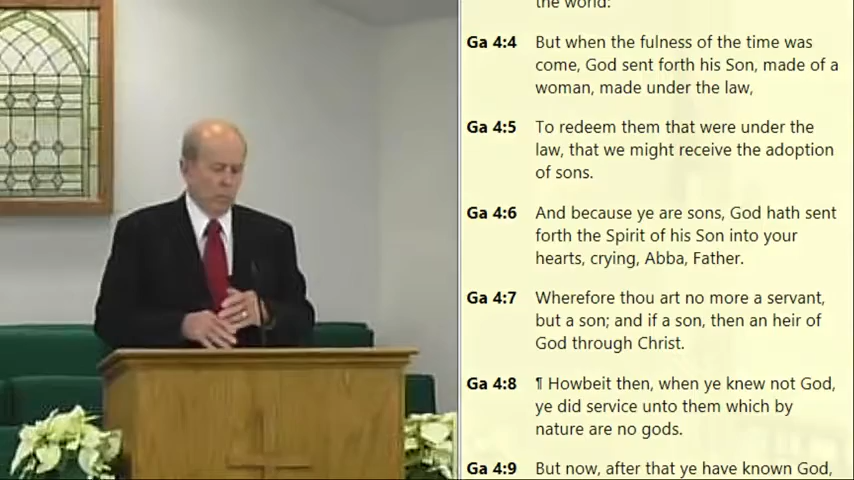 the world:
Ga 4:4 But when the fulness of the time was
come, God sent forth his Son, made of a
woman, made under the law,
Ga 4:5 To redeem them that were under the
law, that we might receive the adoption
of sons.
Ga 4:6 And because ye are sons, God hath sent
forth the Spirit of his Son into your
hearts, crying, Abba, Father.
Ga 4:7 Wherefore thou art no more a servant,
but a son; and if a son, then an heir of
God through Christ.
Ga 4:8 ¶ Howbeit then, when ye knew not God,
ye did service unto them which by
nature are no gods.
Ga 4:9 But now, after that ye have known God,